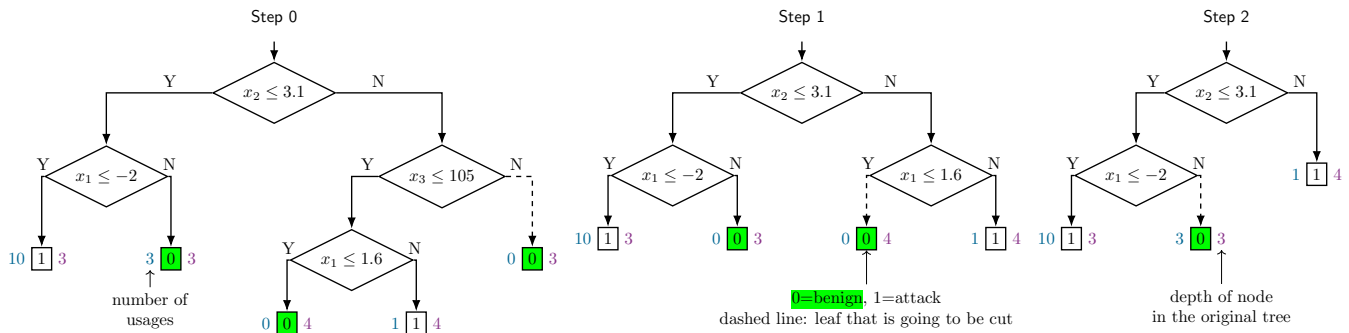 Step 0
Step 1
Step 2
x₂ ≤ 3.1
Y
N
x₁ ≤ −2
Y
N
10 1 3
3 0 3
number of
usages
x₃ ≤ 105
Y
N
x₁ ≤ 1.6
Y
N
0 0 4
1 1 4
0 0 3
x₂ ≤ 3.1
Y
N
x₁ ≤ −2
Y
N
10 1 3
0 0 3
x₁ ≤ 1.6
Y
N
0 0 4
1 1 4
0=benign, 1=attack
dashed line: leaf that is going to be cut
x₂ ≤ 3.1
Y
N
x₁ ≤ −2
Y
N
10 1 3
3 0 3
1 1 4
depth of node
in the original tree